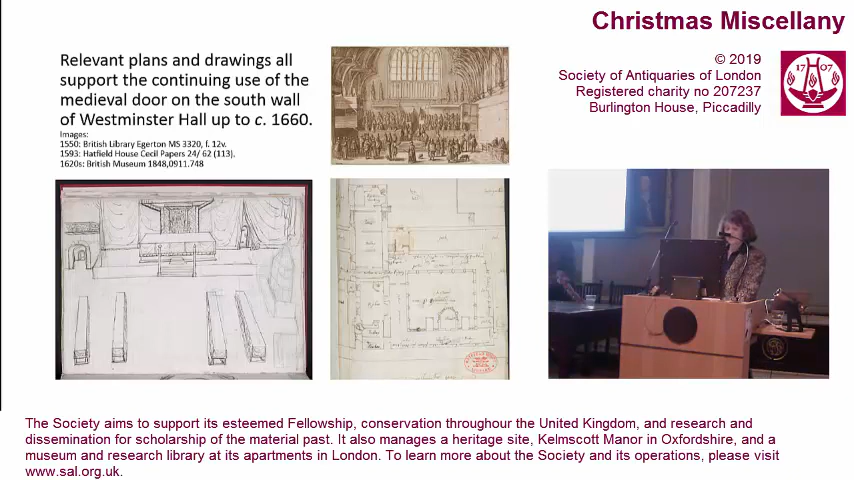 Christmas Miscellany
Relevant plans and drawings all
support the continuing use of the
medieval door on the south wall
of Westminster Hall up to c. 1660.
Images:
1550: British Library Egerton MS 3320, f. 12v.
1593: Hatfield House Cecil Papers 24/ 62 (113).
1620s: British Museum 1848,0911.748
© 2019
Society of Antiquaries of London
Registered charity no 207237
Burlington House, Piccadilly
17 07
The Society aims to support its esteemed Fellowship, conservation throughour the United Kingdom, and research and
dissemination for scholarship of the material past. It also manages a heritage site, Kelmscott Manor in Oxfordshire, and a
museum and research library at its apartments in London. To learn more about the Society and its operations, please visit
www.sal.org.uk.